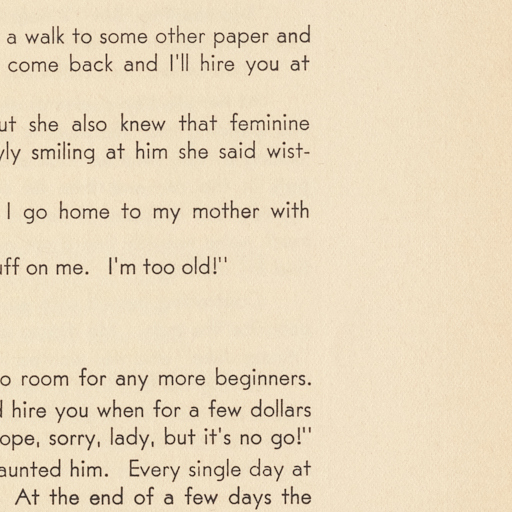 a walk to some other paper and
come back and I'll hire you at
ut she also knew that feminine
yly smiling at him she said wist-
I go home to my mother with
uff on me. I'm too old!"
o room for any more beginners.
d hire you when for a few dollars
ope, sorry, lady, but it's no go!"
aunted him. Every single day at
At the end of a few days the